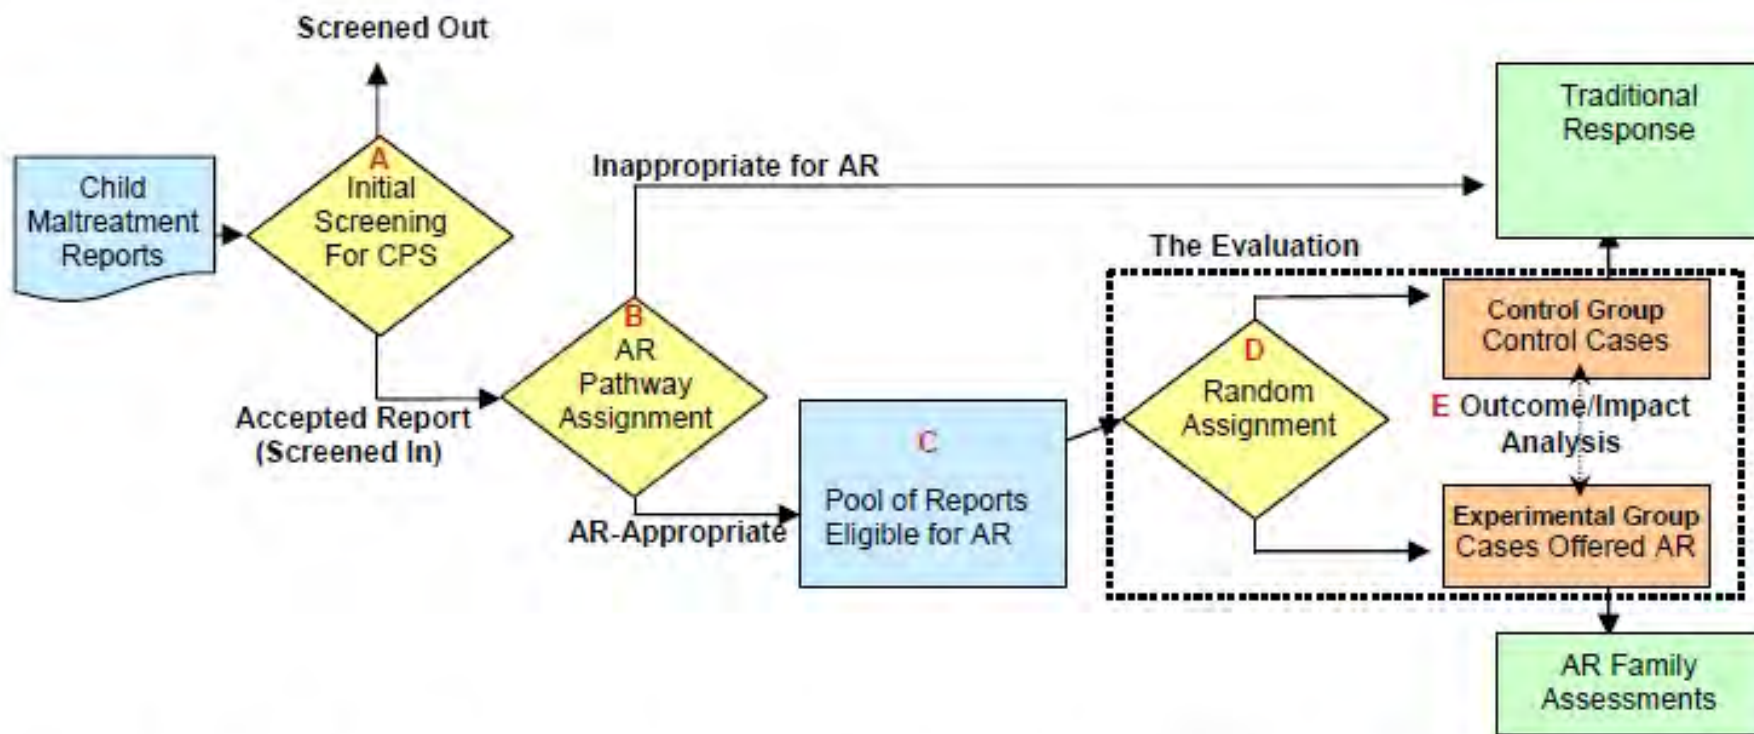 Screened Out
Child
Maltreatment
Reports
A
Initial
Screening
For CPS
Accepted Report
(Screened In)
Inappropriate for AR
B
AR
Pathway
Assignment
AR-Appropriate
C
Pool of Reports
Eligible for AR
The Evaluation
D
Random
Assignment
Traditional
Response
Control Group
Control Cases
E Outcome/Impact
Analysis
Experimental Group
Cases Offered AR
AR Family
Assessments